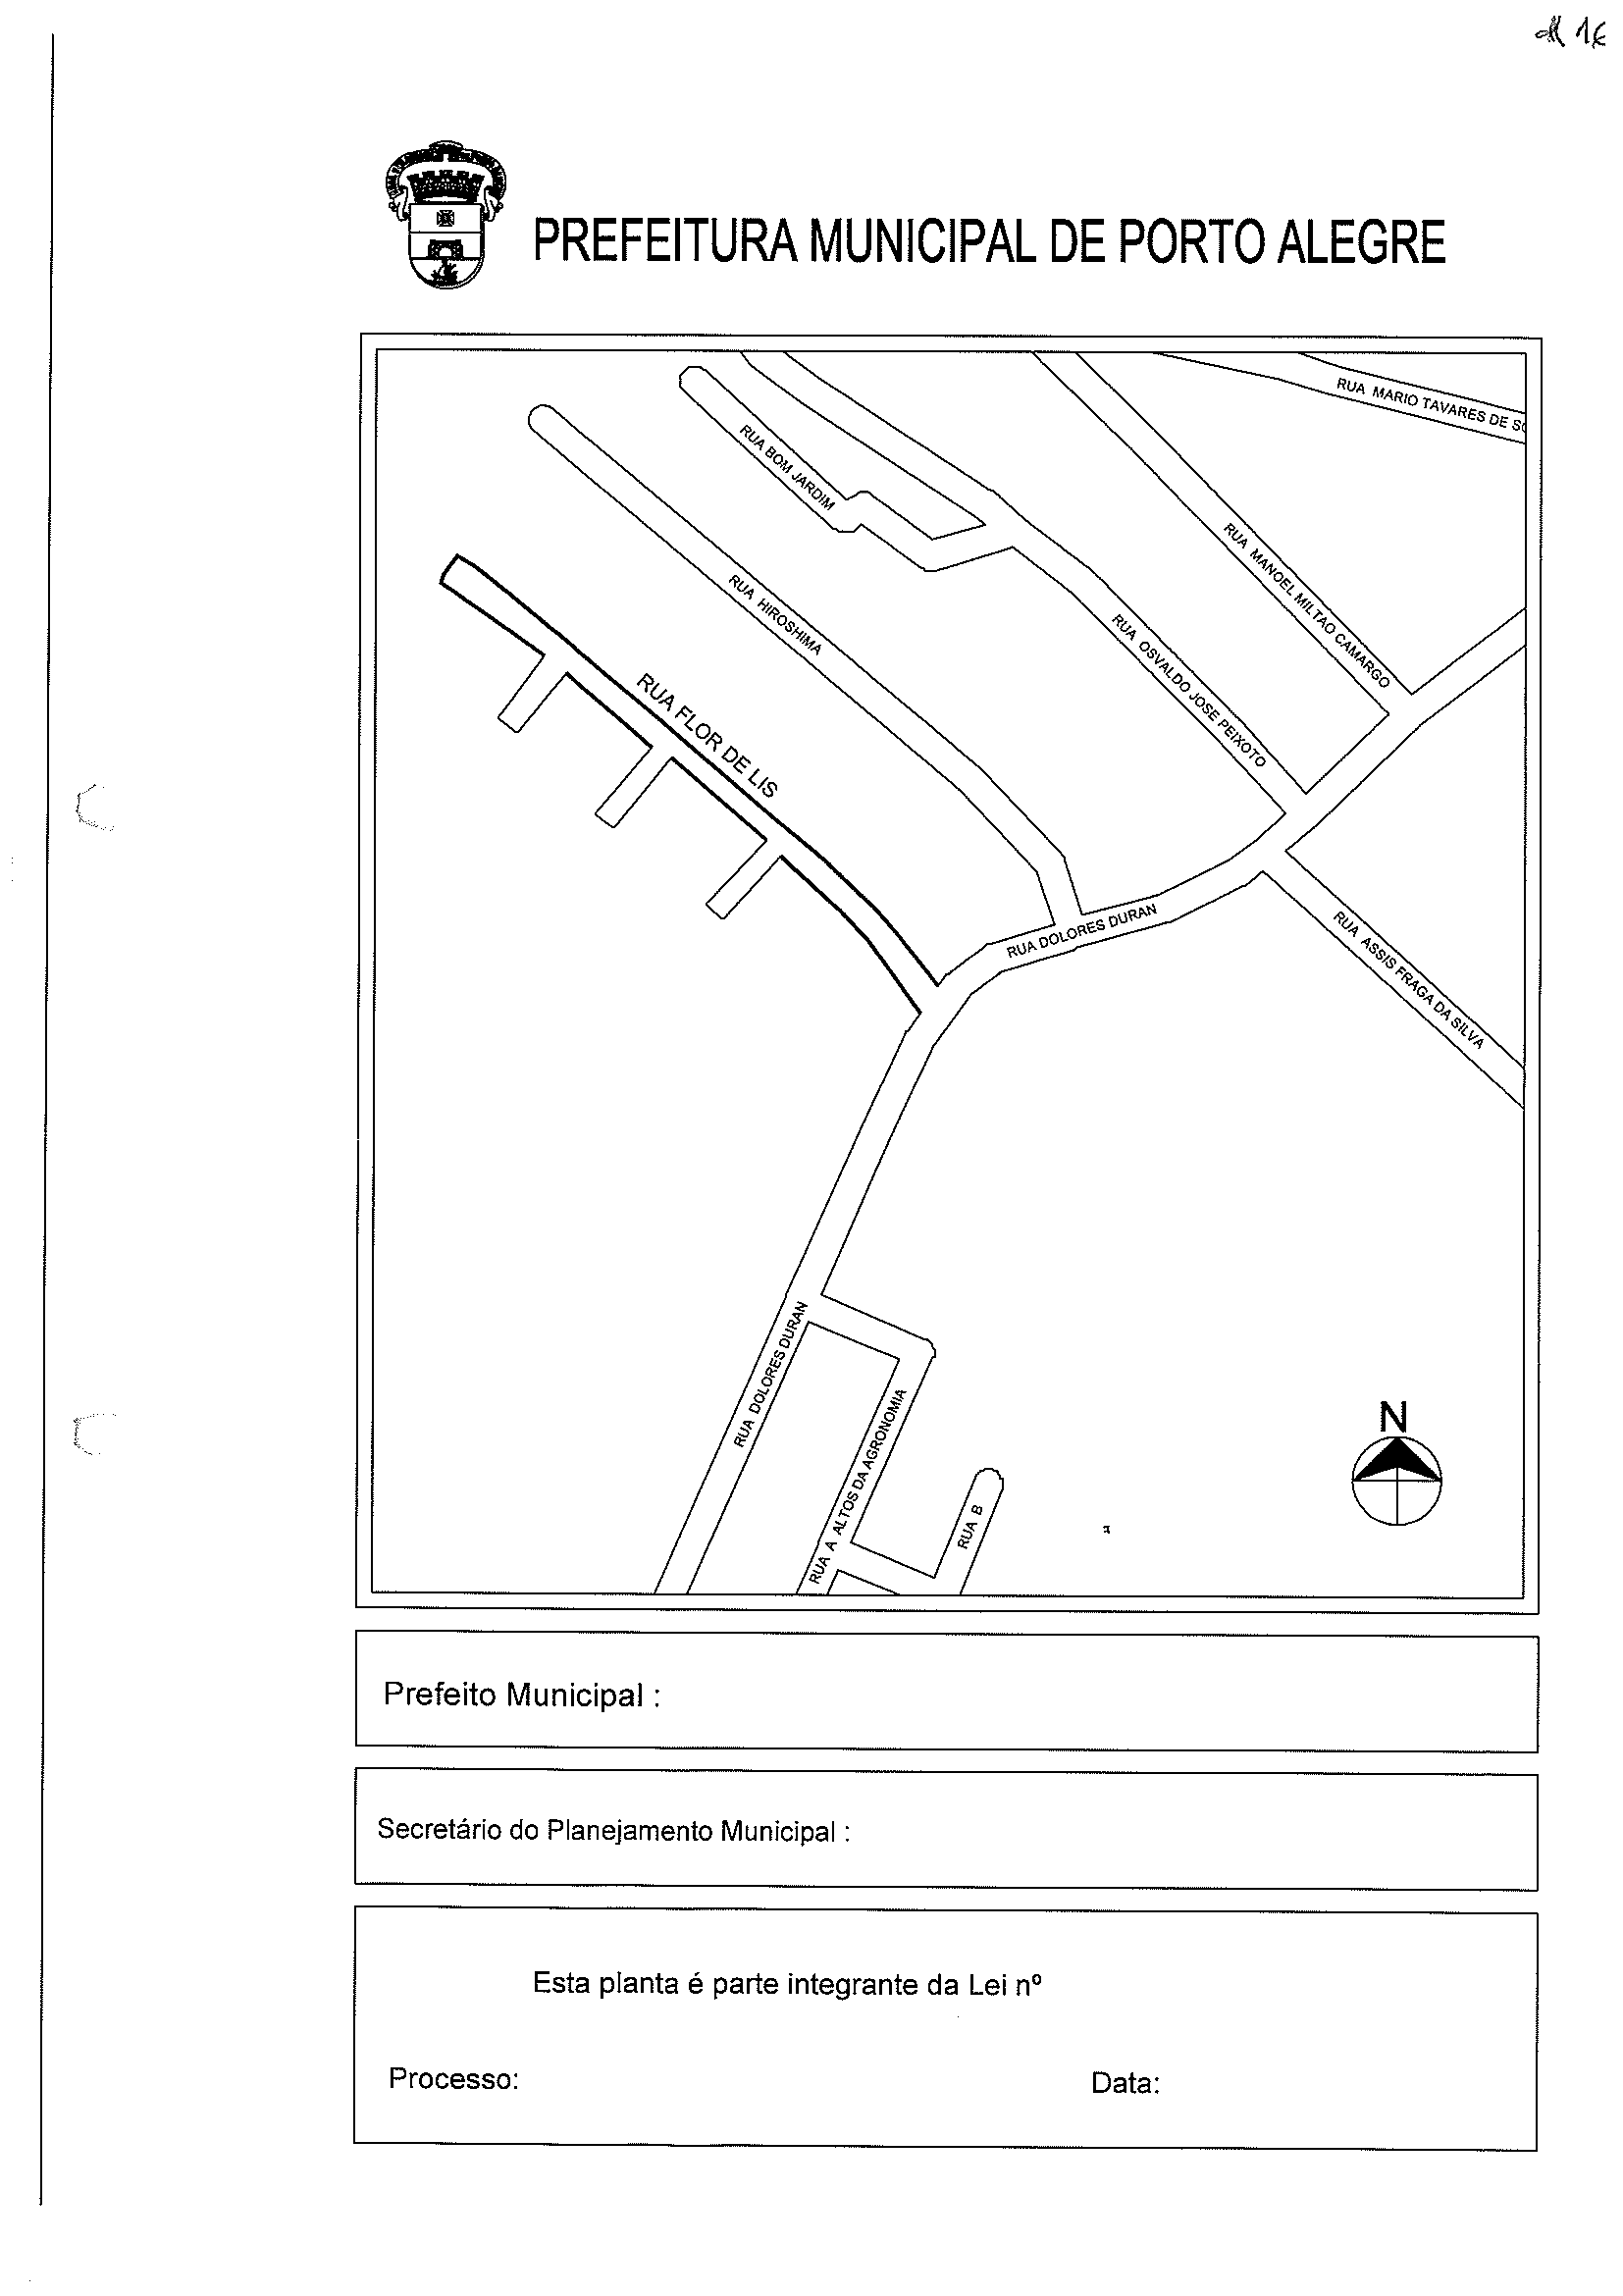 PREFEITURA MUNICIPAL DE PORTO ALEGRE
RUA MARIO TAVARES DE SO
RUA BOM JARDIM
RUA HIROSHIMA
RUA MANOEL MILTAO CAMARGO
RUA OSVALDO JOSE PEIXOTO
RUA FLOR DE LIS
RUA DOLORES DURAN
RUA ASSIS FRAGA DA SILVA
RUA DOLORES DURAN
RUA A ALTOS DA AGRONOMIA
RUA B
N
Prefeito Municipal :
Secretário do Planejamento Municipal :
Esta planta é parte integrante da Lei nº
Processo:
Data: